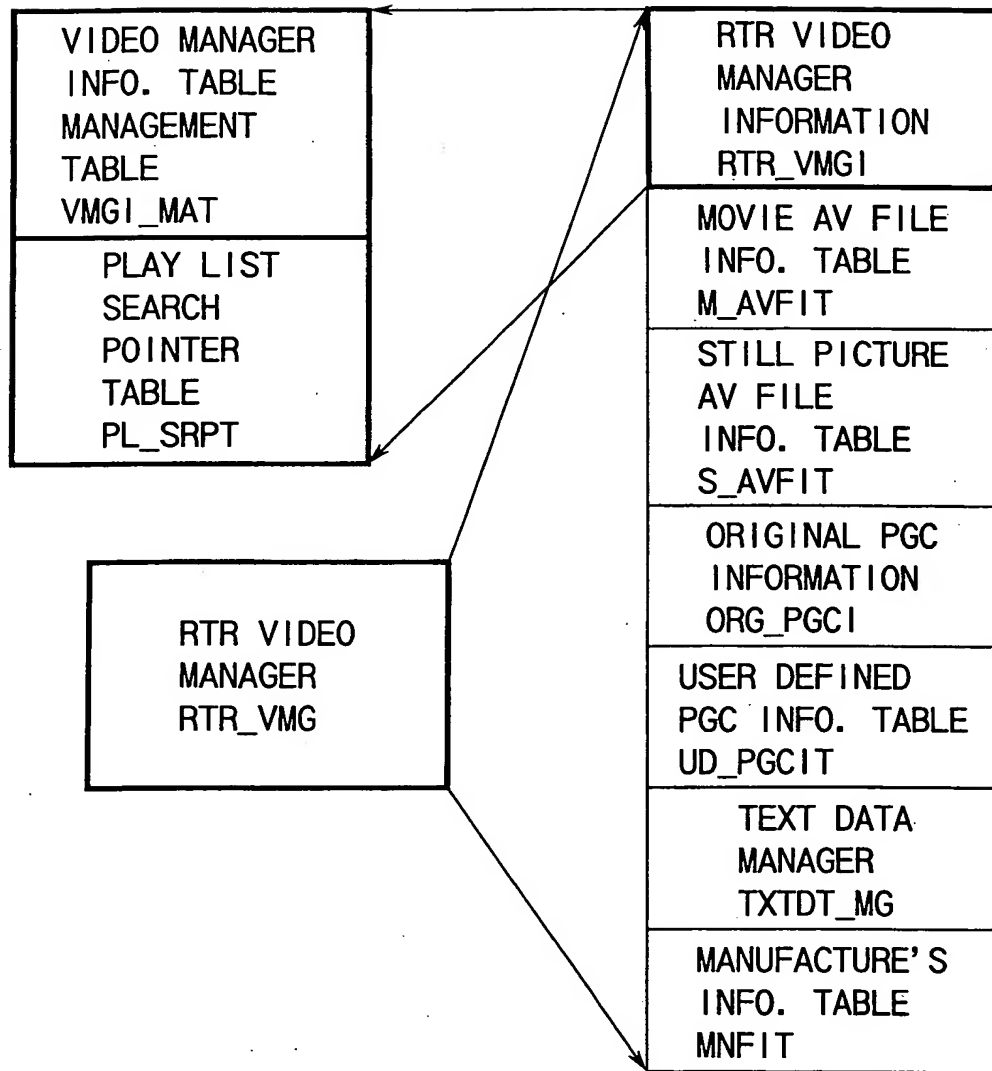 VIDEO MANAGER
INFO. TABLE
MANAGEMENT
TABLE
VMGI_MAT
PLAY LIST
SEARCH
POINTER
TABLE
PL_SRPT
RTR VIDEO
MANAGER
RTR_VMG
RTR VIDEO
MANAGER
INFORMATION
RTR_VMGI
MOVIE AV FILE
INFO. TABLE
M_AVFIT
STILL PICTURE
AV FILE
INFO. TABLE
S_AVFIT
ORIGINAL PGC
INFORMATION
ORG_PGCI
USER DEFINED
PGC INFO. TABLE
UD_PGCIT
TEXT DATA
MANAGER
TXTDT_MG
MANUFACTURE'S
INFO. TABLE
MNFIT